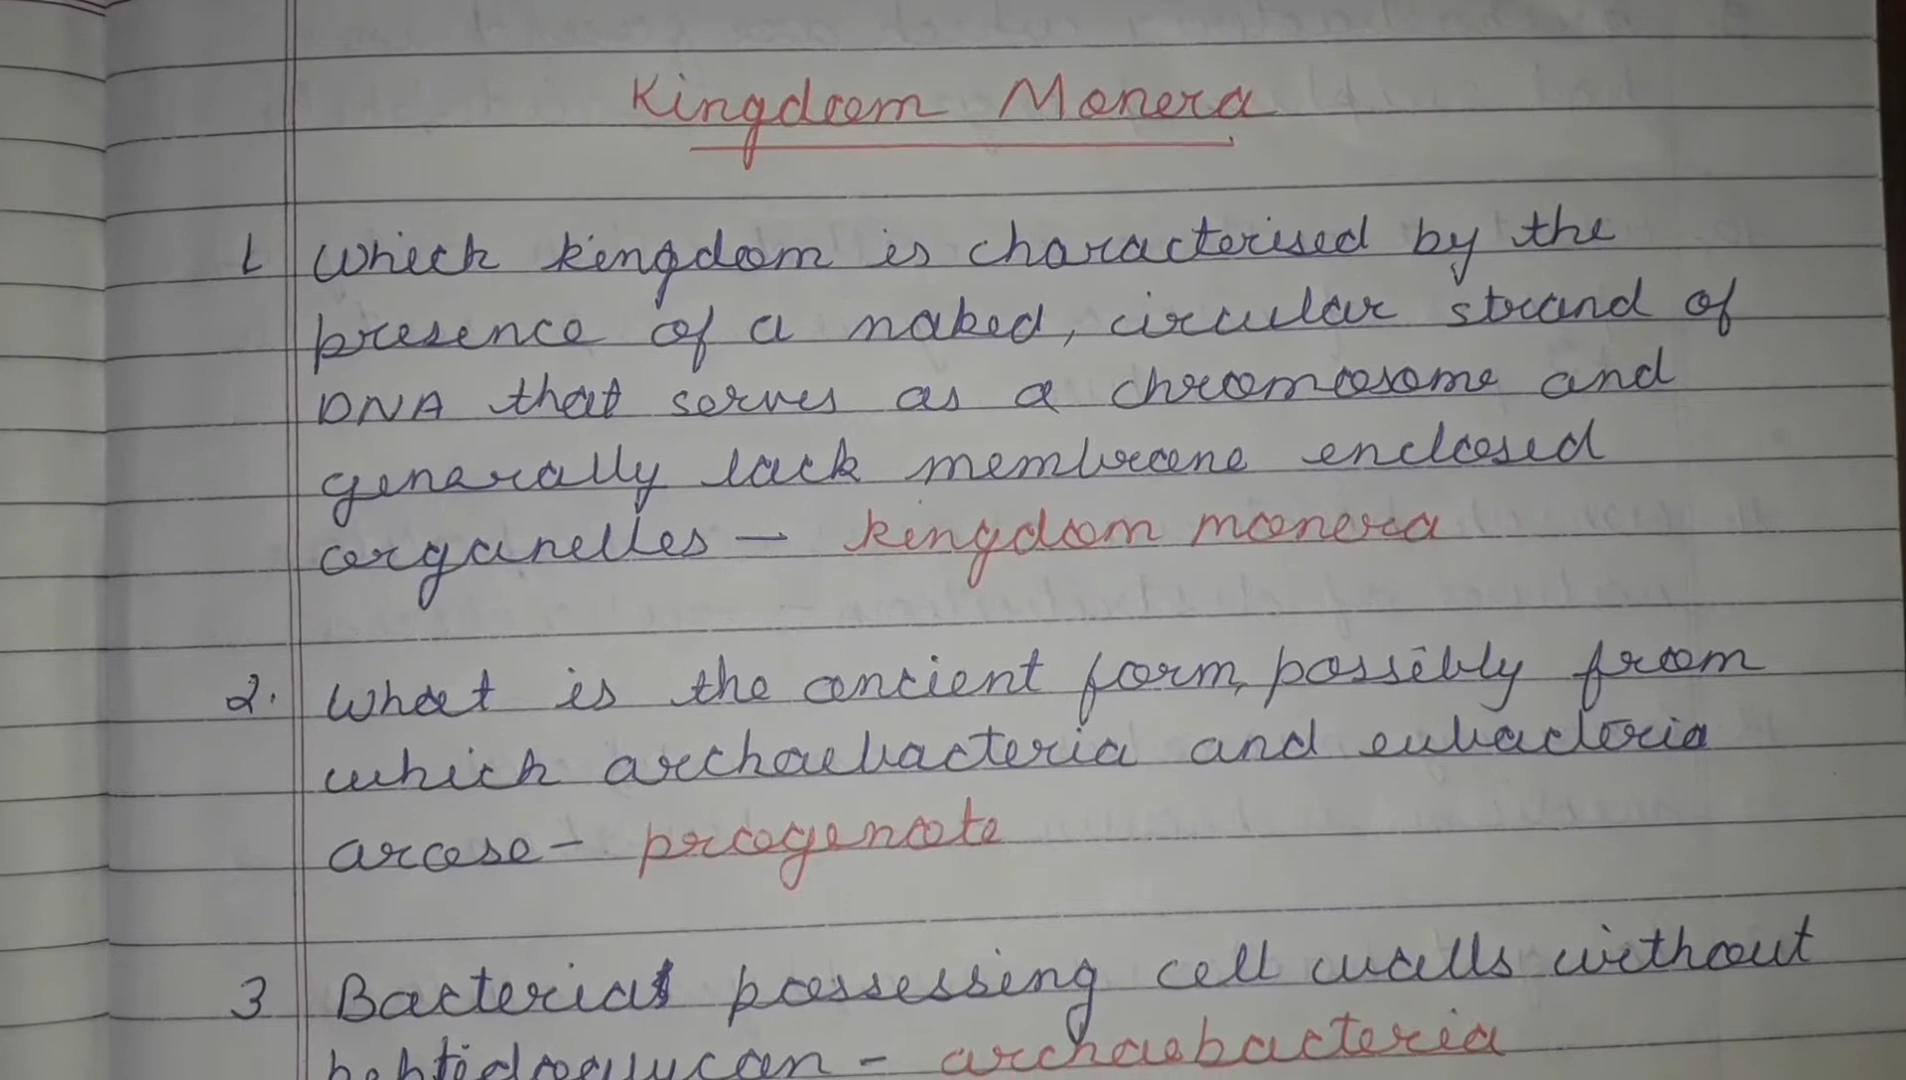 Kingdom Monera
1. Which kingdom is characterised by the
presence of a naked, circular strand of
DNA that serves as a chromosome and
generally lack membrane enclosed
organelles - kingdom monera
2. What is the ancient form, possibly from
which archaebacteria and eubacteria
arose - progenote
3 Bacteria possessing cell walls without
peptidoglycan - archaebacteria